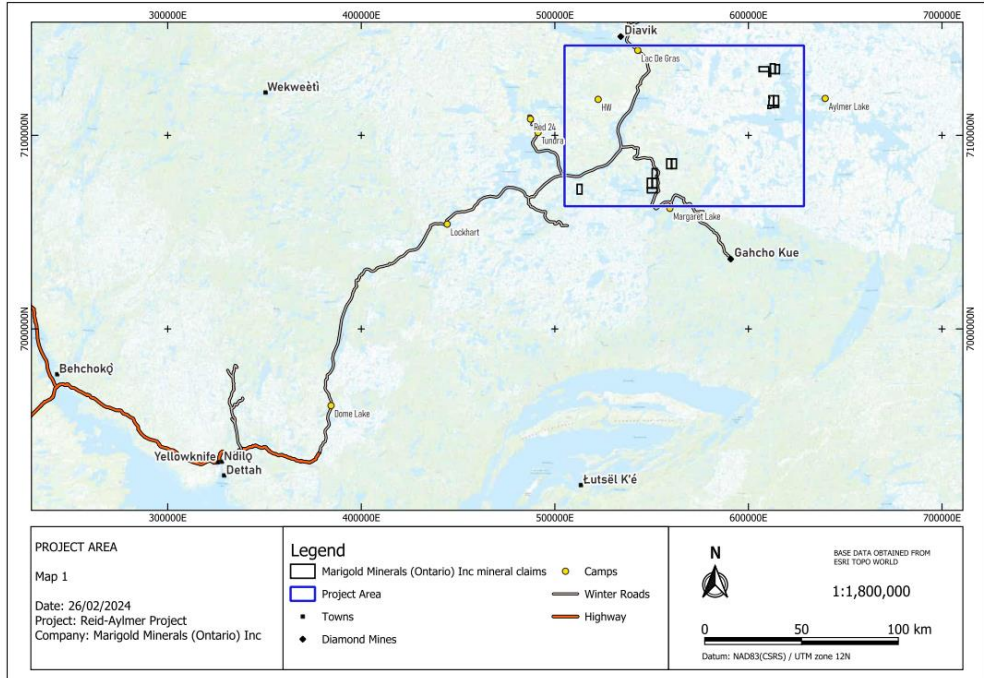 300000E 400000E 500000E 600000E 700000E
Diavik
Lac De Gras
Wekweètì
HW
Aylmer Lake
7100000N
Red 24
Tundra
7100000N
Margaret Lake
Lockhart
Gahcho Kue
7000000N
7000000N
Behchokǫ̀
Dome Lake
Yellowknife
Ndilǫ
Dettah
Łutsël K'é
300000E 400000E 500000E 600000E 700000E
PROJECT AREA
Map 1
Date: 26/02/2024
Project: Reid-Aylmer Project
Company: Marigold Minerals (Ontario) Inc
Legend
Marigold Minerals (Ontario) Inc mineral claims
Camps
Project Area
Winter Roads
Towns
Highway
Diamond Mines
N
BASE DATA OBTAINED FROM
ESRI TOPO WORLD
1:1,800,000
0 50 100 km
Datum: NAD83(CSRS) / UTM zone 12N